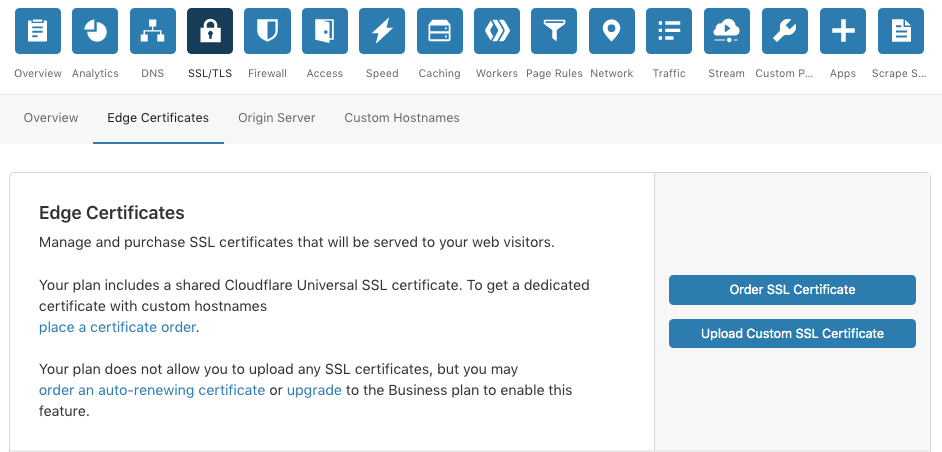 Overview Analytics DNS SSL/TLS Firewall Access Speed Caching Workers Page Rules Network Traffic Stream Custom P... Apps Scrape S...
Overview Edge Certificates Origin Server Custom Hostnames
Edge Certificates
Manage and purchase SSL certificates that will be served to your web visitors.
Your plan includes a shared Cloudflare Universal SSL certificate. To get a dedicated
certificate with custom hostnames
place a certificate order.
Your plan does not allow you to upload any SSL certificates, but you may
order an auto-renewing certificate or upgrade to the Business plan to enable this
feature.
Order SSL Certificate
Upload Custom SSL Certificate